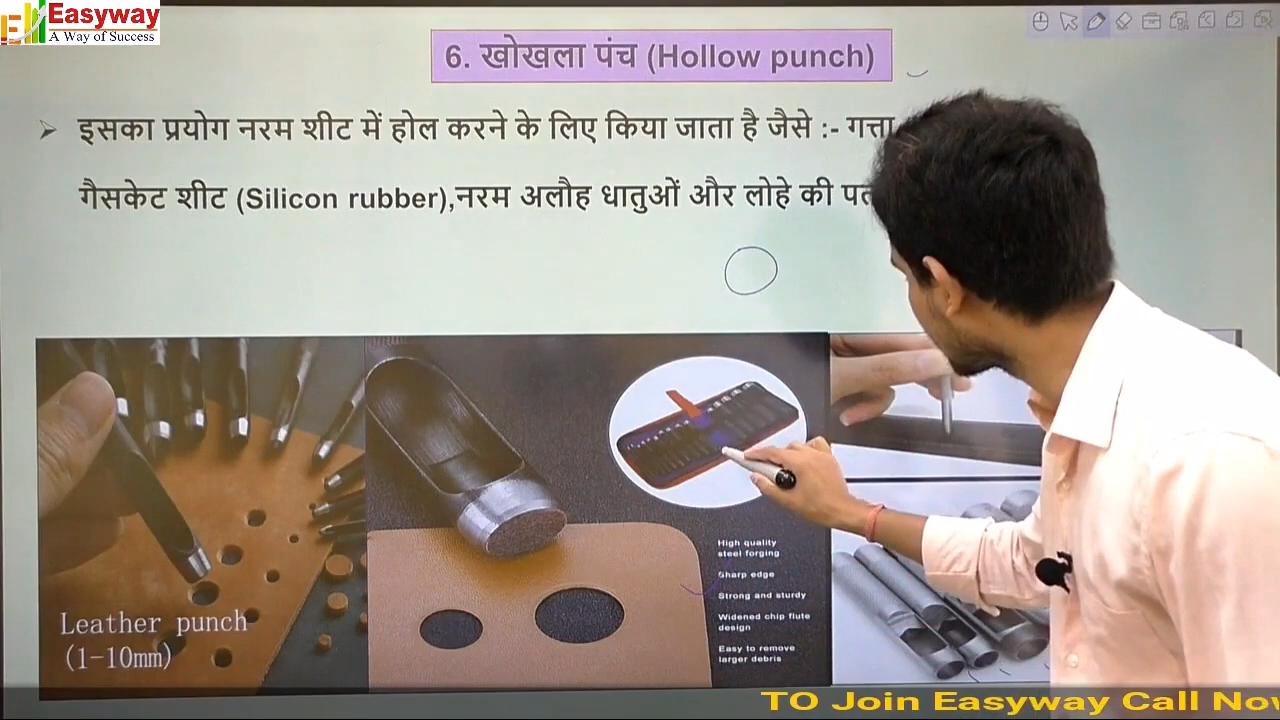 Easyway
A Way of Success
6. खोखला पंच (Hollow punch)
➢ इसका प्रयोग नरम शीट में होल करने के लिए किया जाता है जैसे :- गत्ता
गैसकेट शीट (Silicon rubber),नरम अलौह धातुओं और लोहे की
High quality
steel forging
Sharp edge
Strong and sturdy
Widened chip flute
design
Easy to remove
larger debris
Leather punch
(1-10mm)
TO Join Easyway Call Now